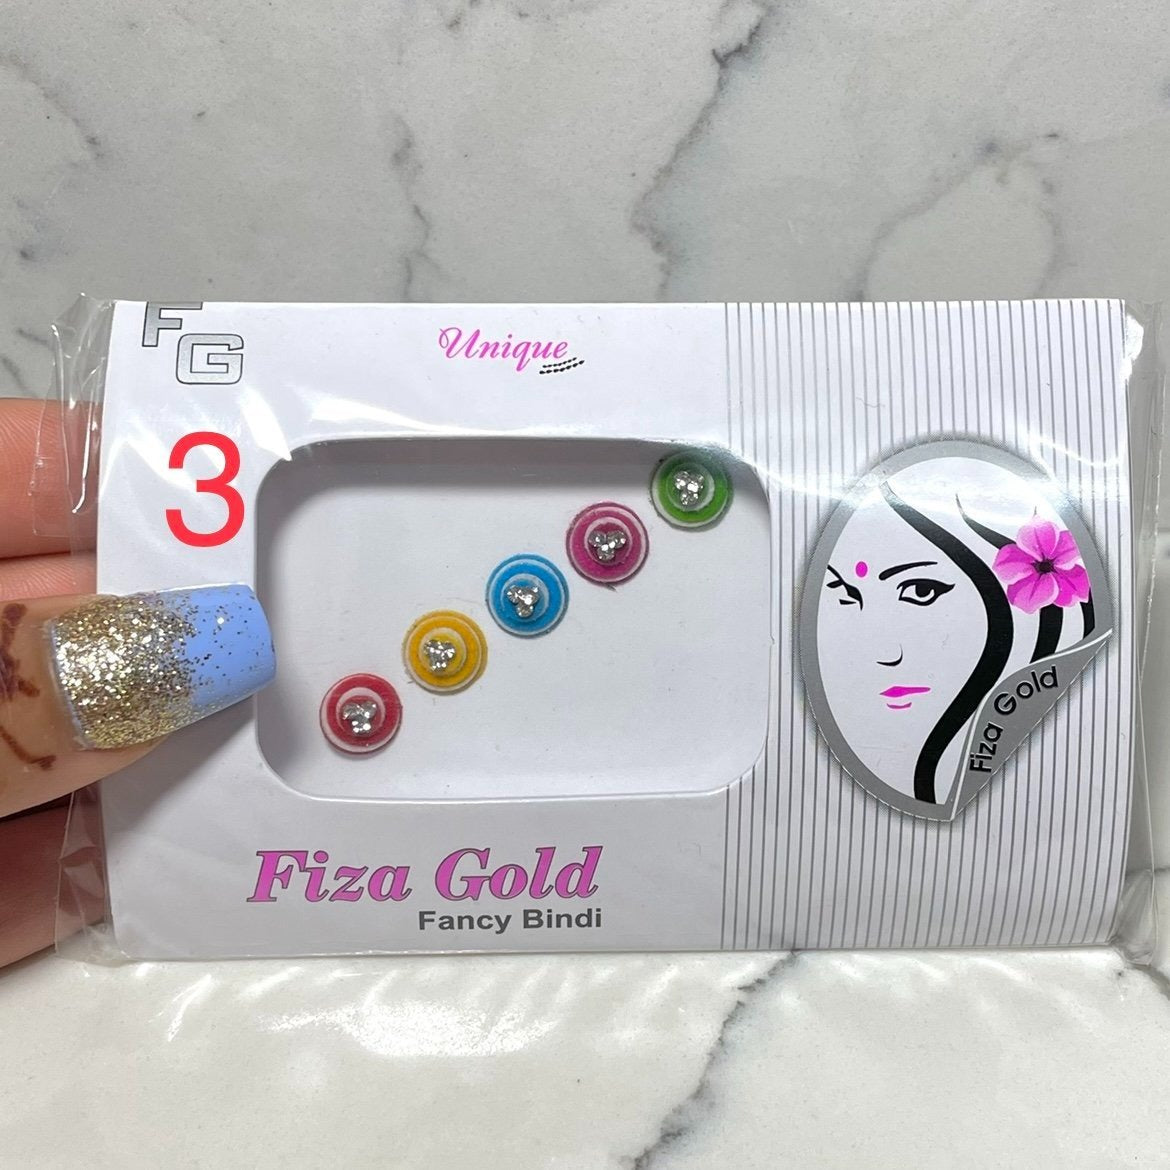 FG
Unique
3
Fiza Gold
Fiza Gold
Fancy Bindi